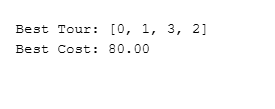 Best Tour: [0, 1, 3, 2]
Best Cost: 80.00